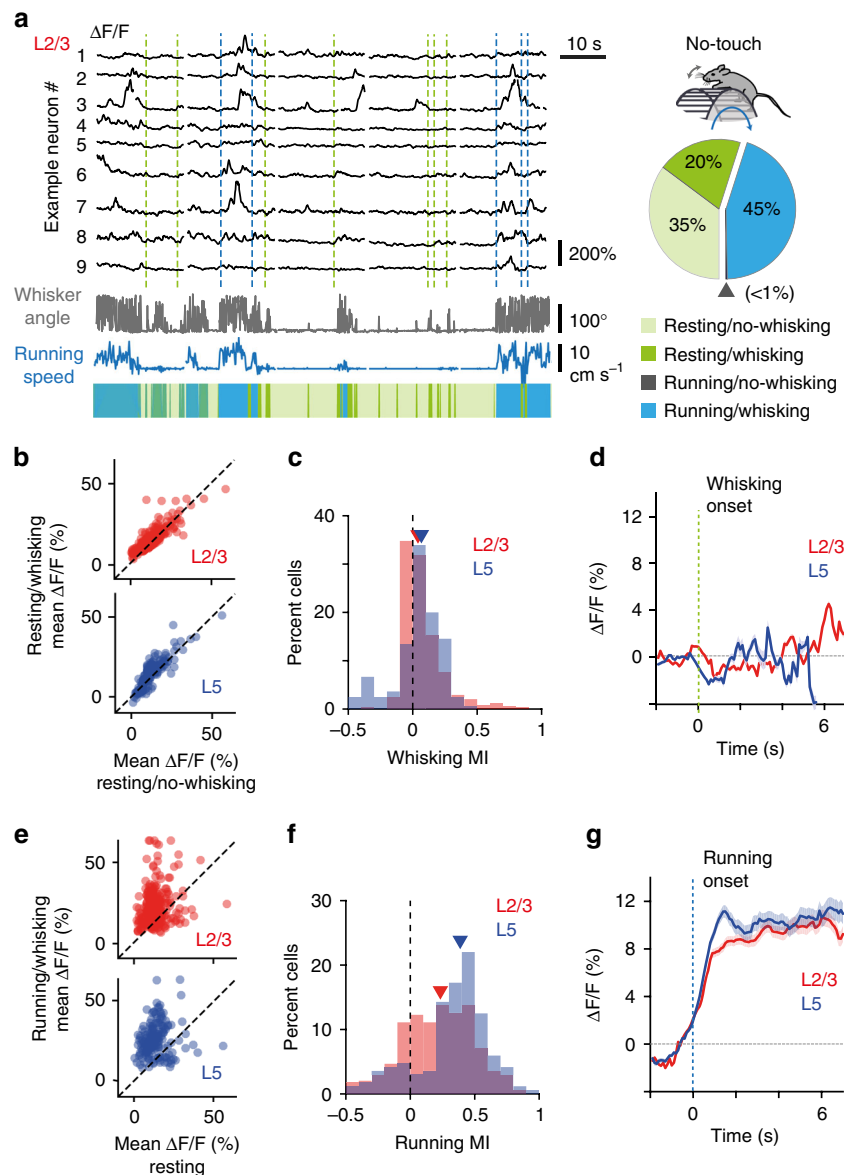 a
ΔF/F
L2/3
10 s
Example neuron #
1
2
3
4
5
6
7
8
9
200%
Whisker
angle
100°
Running
speed
10
cm s⁻¹
No-touch
20%
45%
35%
(<1%)
Resting/no-whisking
Resting/whisking
Running/no-whisking
Running/whisking
b
Resting/whisking
mean ΔF/F (%)
50
0
L2/3
50
0
L5
0
50
Mean ΔF/F (%)
resting/no-whisking
c
Percent cells
40
20
0
L2/3
L5
−0.5
0
0.5
1
Whisking MI
d
Whisking
onset
ΔF/F (%)
12
8
4
0
L2/3
L5
0
2
6
Time (s)
e
Running/whisking
mean ΔF/F (%)
50
0
L2/3
50
0
L5
0
50
Mean ΔF/F (%)
resting
f
Percent cells
30
20
10
0
L2/3
L5
−0.5
0
0.5
1
Running MI
g
Running
onset
ΔF/F (%)
12
8
4
0
L2/3
L5
0
2
6
Time (s)